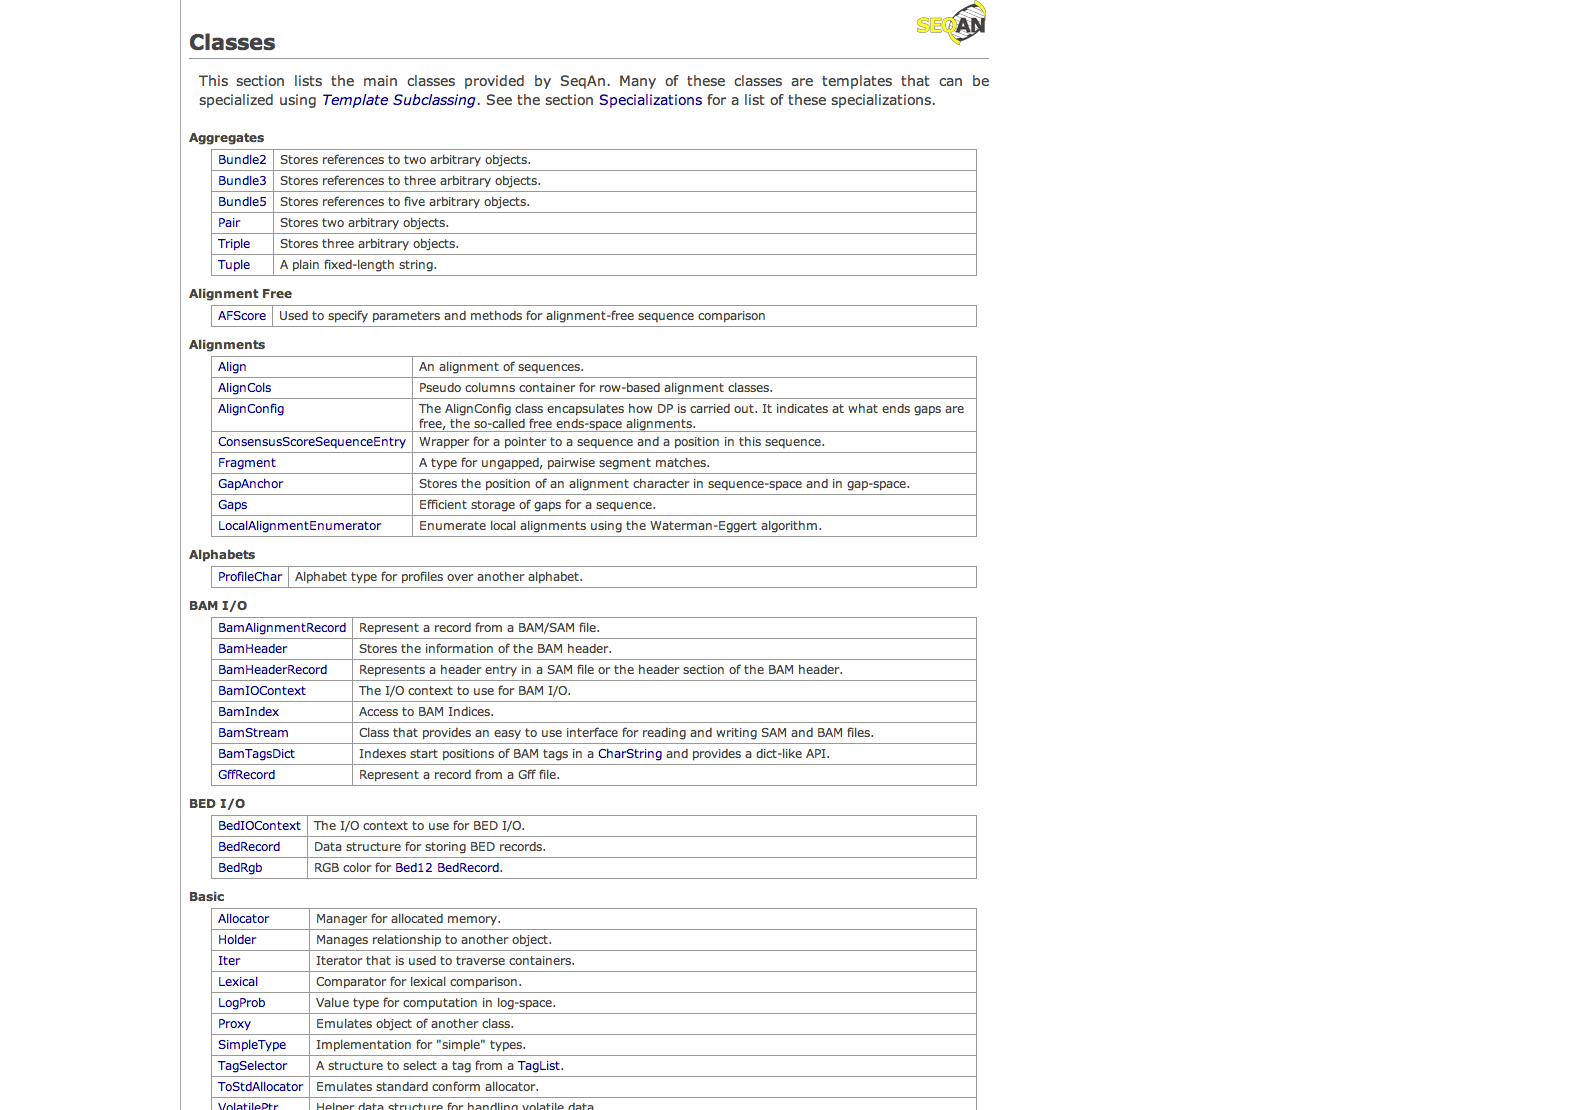 SEQAN
Classes
This section lists the main classes provided by SeqAn. Many of these classes are templates that can be
specialized using Template Subclassing. See the section Specializations for a list of these specializations.
Aggregates
Bundle2 Stores references to two arbitrary objects.
Bundle3 Stores references to three arbitrary objects.
Bundle5 Stores references to five arbitrary objects.
Pair Stores two arbitrary objects.
Triple Stores three arbitrary objects.
Tuple A plain fixed-length string.
Alignment Free
AFScore Used to specify parameters and methods for alignment-free sequence comparison
Alignments
Align An alignment of sequences.
AlignCols Pseudo columns container for row-based alignment classes.
AlignConfig The AlignConfig class encapsulates how DP is carried out. It indicates at what ends gaps are
free, the so-called free ends-space alignments.
ConsensusScoreSequenceEntry Wrapper for a pointer to a sequence and a position in this sequence.
Fragment A type for ungapped, pairwise segment matches.
GapAnchor Stores the position of an alignment character in sequence-space and in gap-space.
Gaps Efficient storage of gaps for a sequence.
LocalAlignmentEnumerator Enumerate local alignments using the Waterman-Eggert algorithm.
Alphabets
ProfileChar Alphabet type for profiles over another alphabet.
BAM I/O
BamAlignmentRecord Represent a record from a BAM/SAM file.
BamHeader Stores the information of the BAM header.
BamHeaderRecord Represents a header entry in a SAM file or the header section of the BAM header.
BamIOContext The I/O context to use for BAM I/O.
BamIndex Access to BAM Indices.
BamStream Class that provides an easy to use interface for reading and writing SAM and BAM files.
BamTagsDict Indexes start positions of BAM tags in a CharString and provides a dict-like API.
GffRecord Represent a record from a Gff file.
BED I/O
BedIOContext The I/O context to use for BED I/O.
BedRecord Data structure for storing BED records.
BedRgb RGB color for Bed12 BedRecord.
Basic
Allocator Manager for allocated memory.
Holder Manages relationship to another object.
Iter Iterator that is used to traverse containers.
Lexical Comparator for lexical comparison.
LogProb Value type for computation in log-space.
Proxy Emulates object of another class.
SimpleType Implementation for "simple" types.
TagSelector A structure to select a tag from a TagList.
ToStdAllocator Emulates standard conform allocator.
VolatilePtr Helper data structure for handling volatile data.